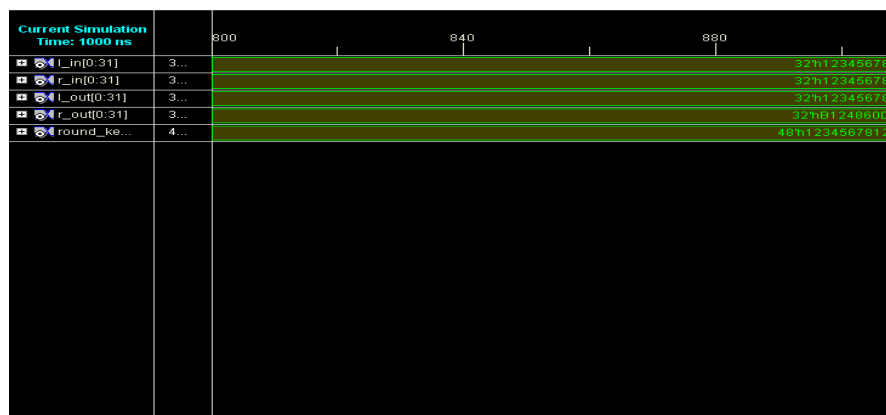 Current Simulation
Time: 1000 ns
800 840 880
l_in[0:31] 3... 32'h12345678
r_in[0:31] 3... 32'h12345678
l_out[0:31] 3... 32'h12345678
r_out[0:31] 3... 32'hB124860D
round_ke... 4... 48'h1234567812